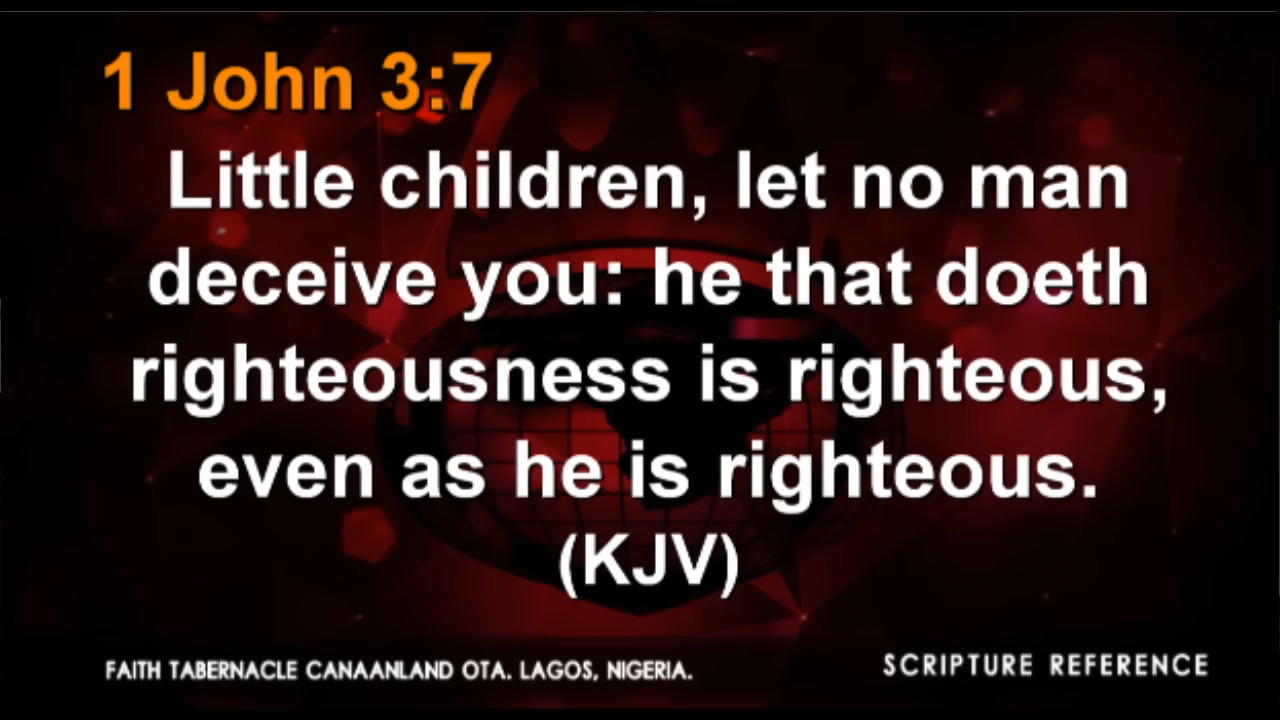 1 John 3:7
Little children, let no man
deceive you: he that doeth
righteousness is righteous,
even as he is righteous.
(KJV)
FAITH TABERNACLE CANAANLAND OTA. LAGOS, NIGERIA.
SCRIPTURE REFERENCE